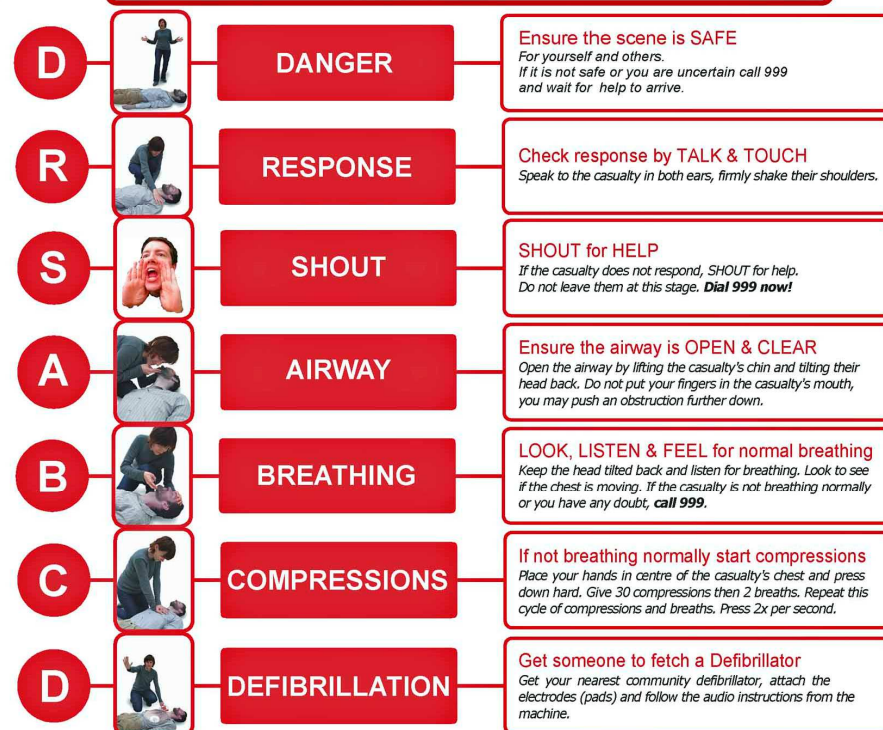 D
DANGER
Ensure the scene is SAFE
For yourself and others.
If it is not safe or you are uncertain call 999
and wait for help to arrive.
R
RESPONSE
Check response by TALK & TOUCH
Speak to the casualty in both ears, firmly shake their shoulders.
S
SHOUT
SHOUT for HELP
If the casualty does not respond, SHOUT for help.
Do not leave them at this stage. Dial 999 now!
A
AIRWAY
Ensure the airway is OPEN & CLEAR
Open the airway by lifting the casualty's chin and tilting their
head back. Do not put your fingers in the casualty's mouth,
you may push an obstruction further down.
B
BREATHING
LOOK, LISTEN & FEEL for normal breathing
Keep the head tilted back and listen for breathing. Look to see
if the chest is moving. If the casualty is not breathing normally
or you have any doubt, call 999.
C
COMPRESSIONS
If not breathing normally start compressions
Place your hands in centre of the casualty's chest and press
down hard. Give 30 compressions then 2 breaths. Repeat this
cycle of compressions and breaths. Press 2x per second.
D
DEFIBRILLATION
Get someone to fetch a Defibrillator
Get your nearest community defibrillator, attach the
electrodes (pads) and follow the audio instructions from the
machine.